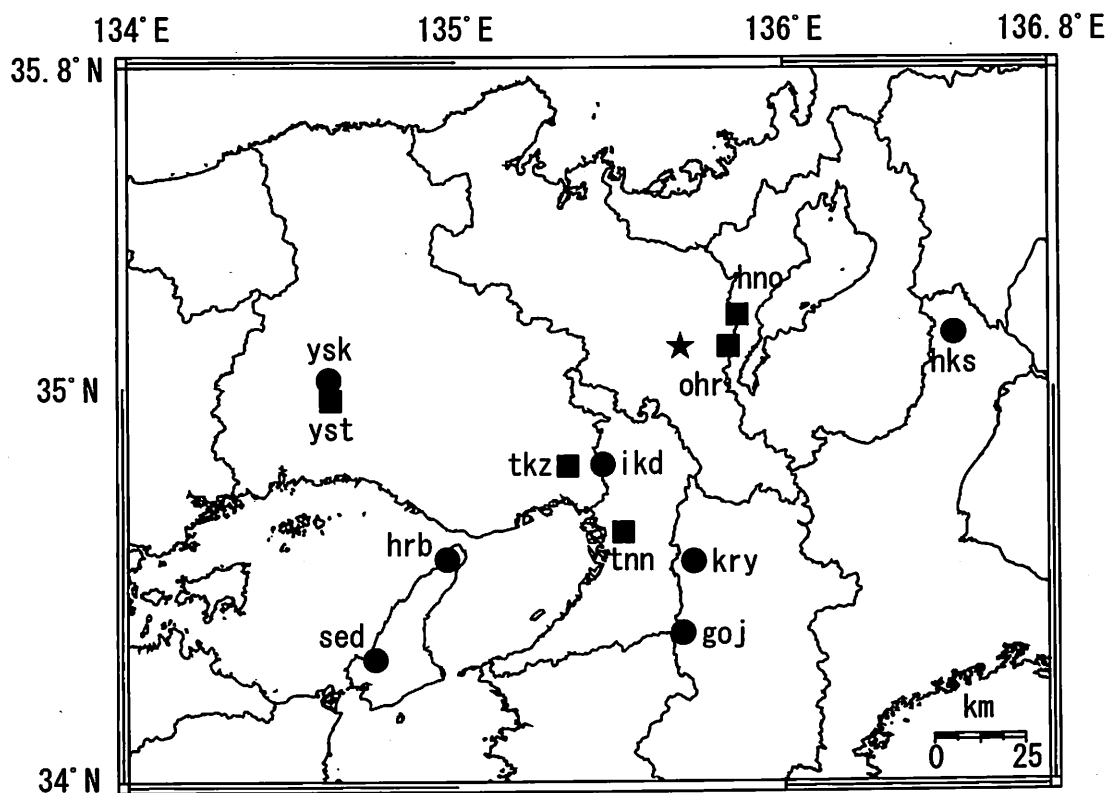 134°E 135°E 136°E 136.8°E
35.8°N
hno
ysk
ohr
hks
35°N
yst
tkz ikd
hrb
tnn kry
sed
goj
km
0 25
34°N